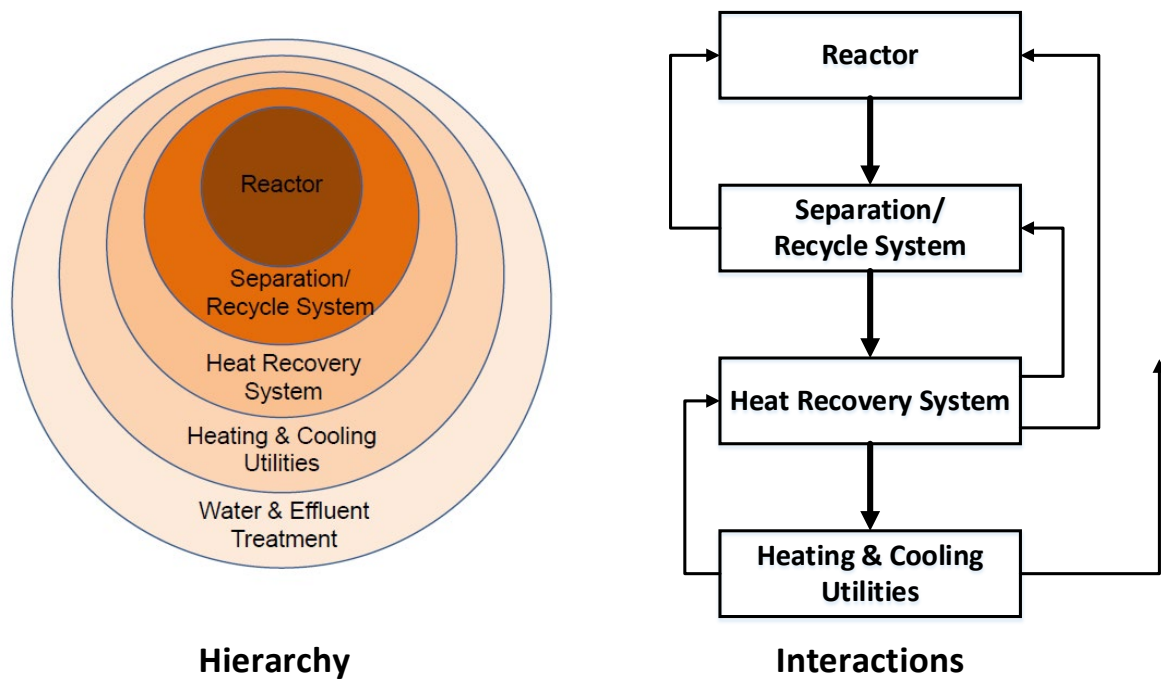 Reactor
Separation/
Recycle System
Heat Recovery
System
Heating & Cooling
Utilities
Water & Effluent
Treatment
Hierarchy
Reactor
Separation/
Recycle System
Heat Recovery System
Heating & Cooling
Utilities
Interactions